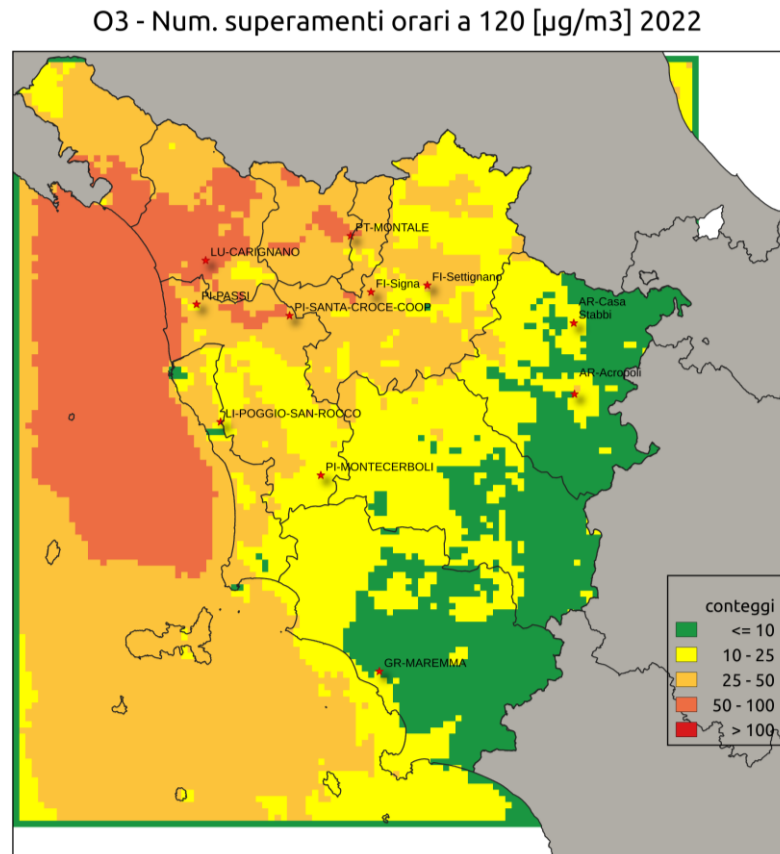 O3 - Num. superamenti orari a 120 [µg/m3] 2022
PT-MONTALE
LU-CARIGNANO
FI-Settignano
FI-Signa
PI-PASSI
PI-SANTA-CROCE-COOP
AR-Casa
Stabbi
AR-Acropoli
LI-POGGIO-SAN-ROCCO
PI-MONTECERBOLI
GR-MAREMMA
conteggi
<= 10
10 - 25
25 - 50
50 - 100
> 100